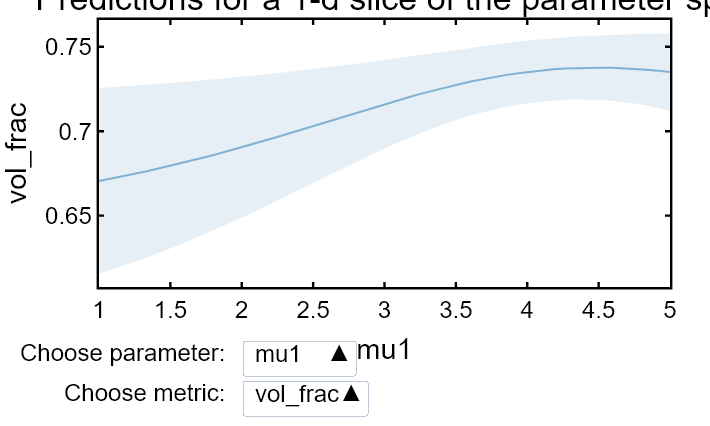 Predictions for a 1-d slice of the parameter
0.75
0.7
0.65
vol_frac
1 1.5 2 2.5 3 3.5 4 4.5 5
mu1
Choose parameter: mu1 ▲
Choose metric: vol_frac ▲